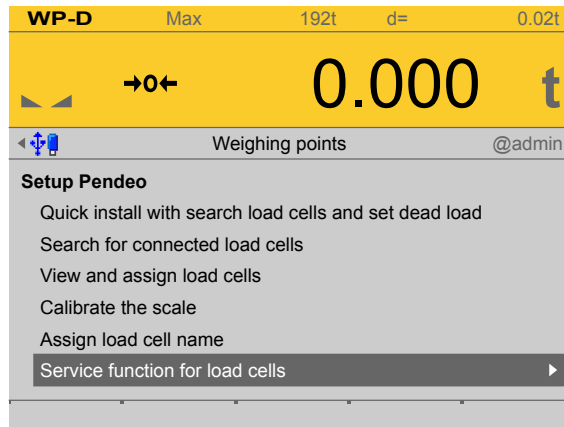 WP-D Max 192t d= 0.02t
→0← 0.000 t
Weighing points @admin
Setup Pendeo
Quick install with search load cells and set dead load
Search for connected load cells
View and assign load cells
Calibrate the scale
Assign load cell name
Service function for load cells